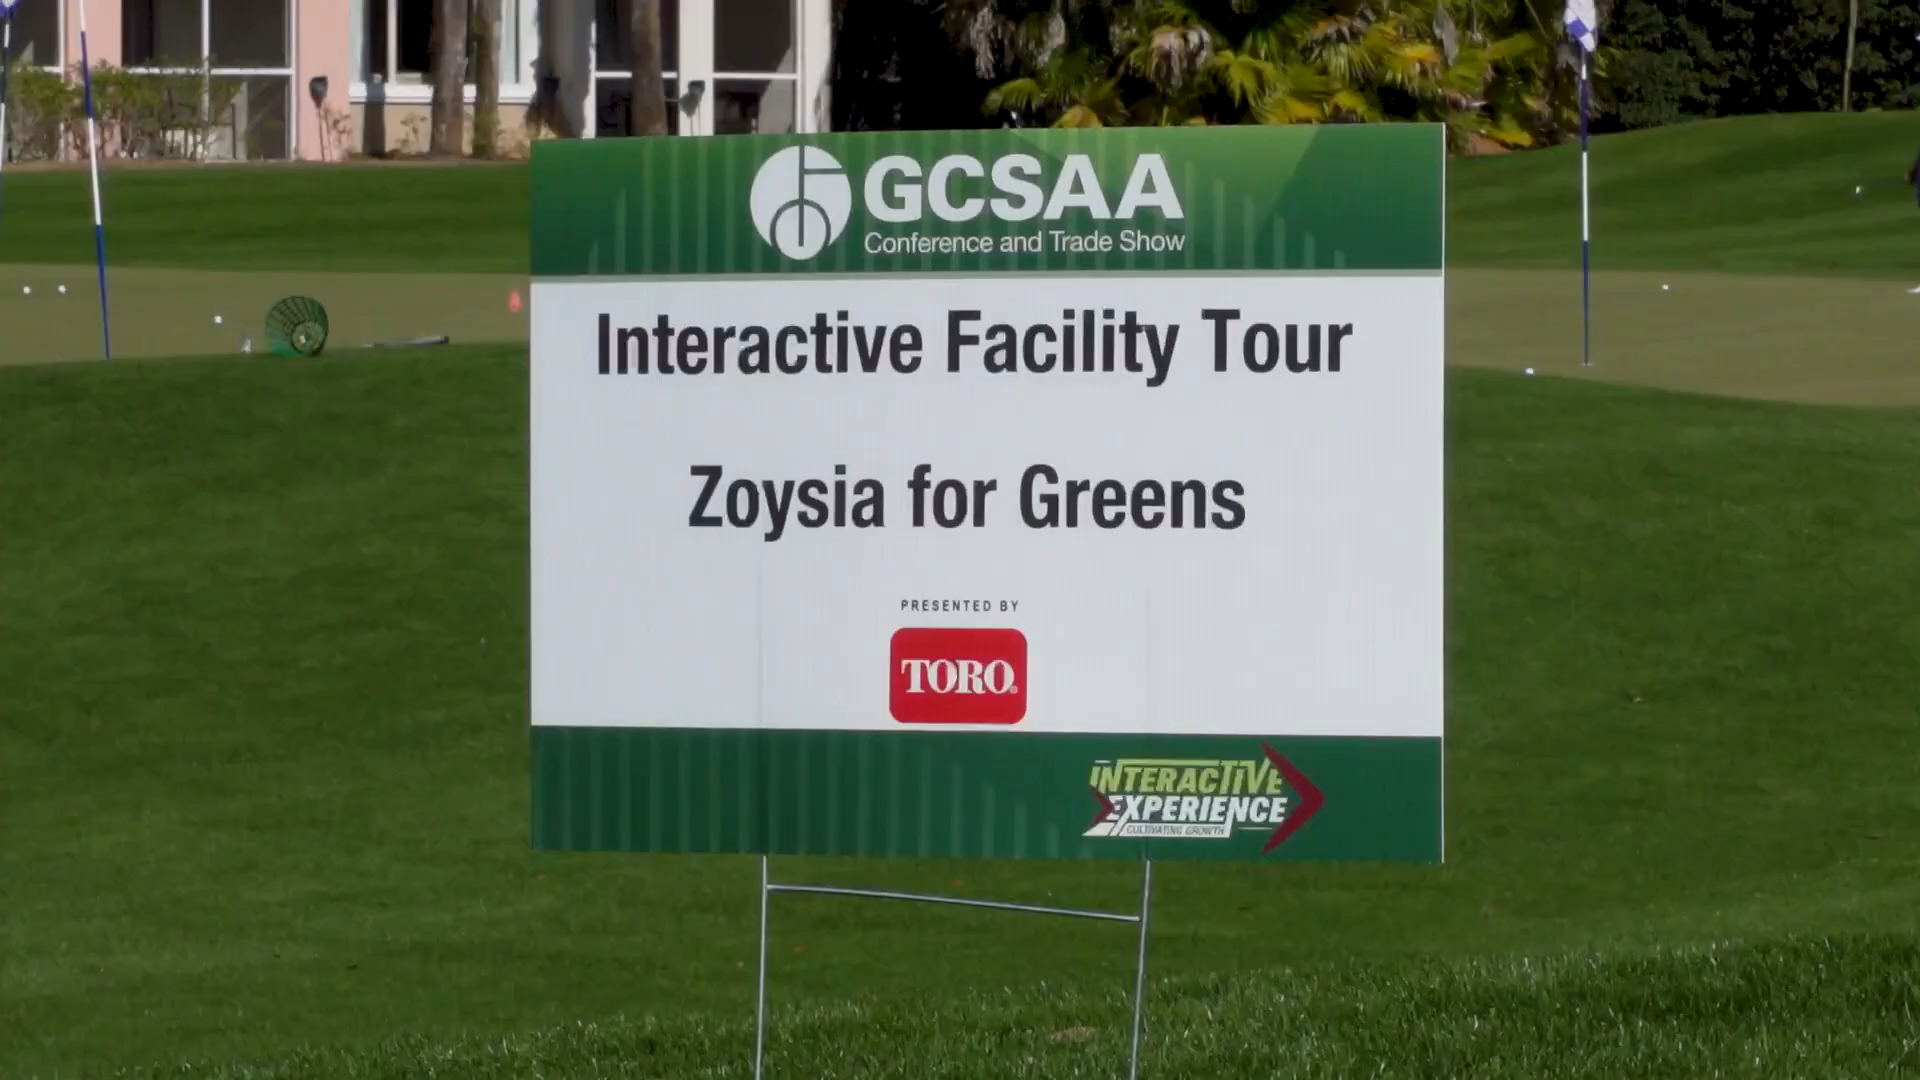 GCSAA
Conference and Trade Show
Interactive Facility Tour
Zoysia for Greens
PRESENTED BY
TORO
INTERACTIVE
EXPERIENCE
CULTIVATING GROWTH